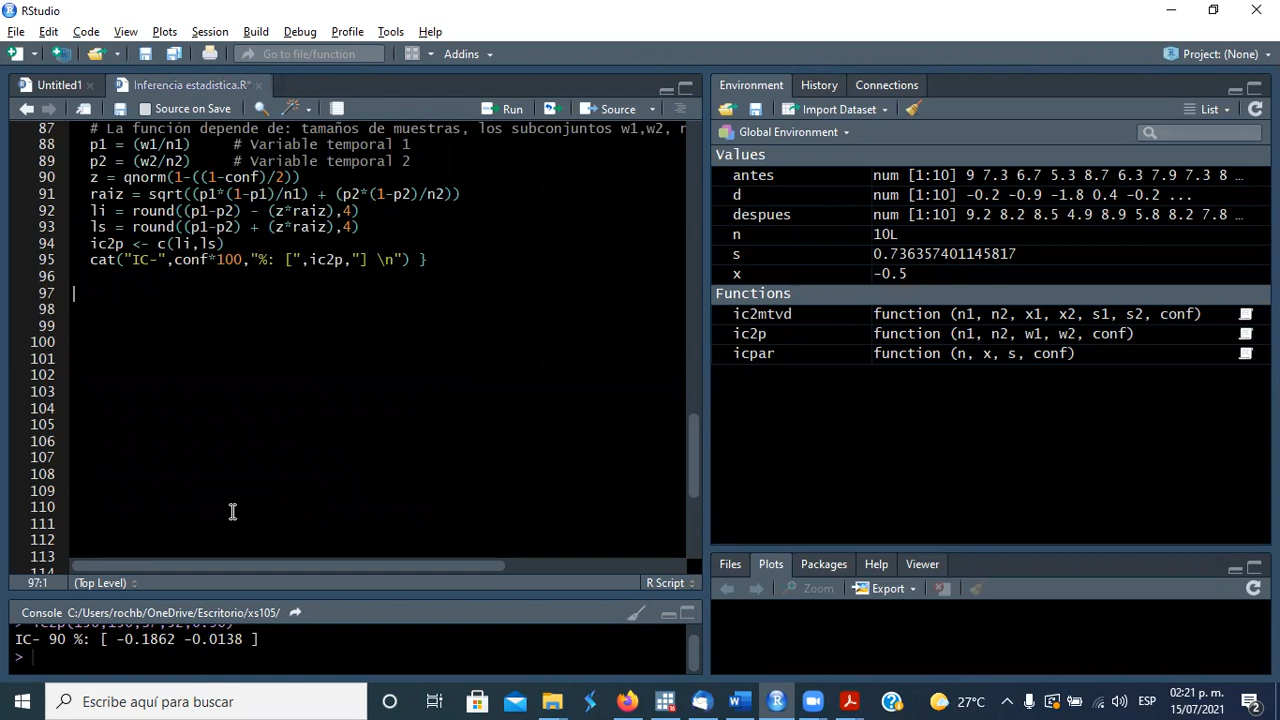 RStudio
File Edit Code View Plots Session Build Debug Profile Tools Help
Go to file/function Addins Project: (None)
Untitled1 Inferencia estadistica.R*
Source on Save Run Source
87 # La función depende de: tamaños de muestras, los subconjuntos w1,w2, n
88 p1 = (w1/n1) # Variable temporal 1
89 p2 = (w2/n2) # Variable temporal 2
90 z = qnorm(1-((1-conf)/2))
91 raiz = sqrt((p1*(1-p1)/n1) + (p2*(1-p2)/n2))
92 li = round((p1-p2) - (z*raiz),4)
93 ls = round((p1-p2) + (z*raiz),4)
94 ic2p <- c(li,ls)
95 cat("IC-",conf*100,"%: [",ic2p,"] \n") }
96
97
98
99
100
101
102
103
104
105
106
107
108
109
110
111
112
113
114
97:1 (Top Level) R Script
Console C:/Users/rochb/OneDrive/Escritorio/xs105/
IC- 90 %: [ -0.1862 -0.0138 ]
>
Environment History Connections
Import Dataset List
Global Environment
Values
antes num [1:10] 9 7.3 6.7 5.3 8.7 6.3 7.9 7.3 8 …
d num [1:10] -0.2 -0.9 -1.8 0.4 -0.2 ...
despues num [1:10] 9.2 8.2 8.5 4.9 8.9 5.8 8.2 7.8 …
n 10L
s 0.736357401145817
x -0.5
Functions
ic2mtvd function (n1, n2, x1, x2, s1, s2, conf)
ic2p function (n1, n2, w1, w2, conf)
icpar function (n, x, s, conf)
Files Plots Packages Help Viewer
Zoom Export
Escribe aquí para buscar
27°C ESP 02:21 p. m.
15/07/2021
2